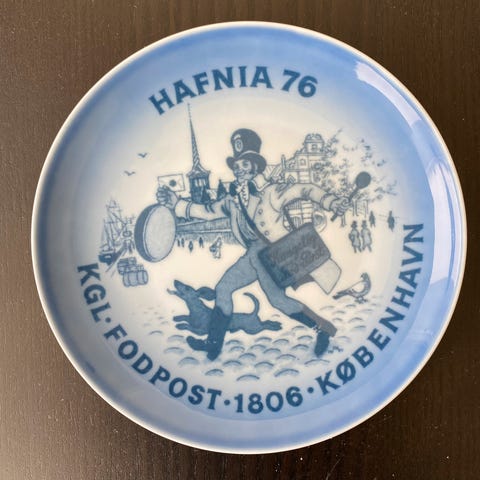 HAFNIA 76
KGL · FODPOST · 1806 · KØBENHAVN